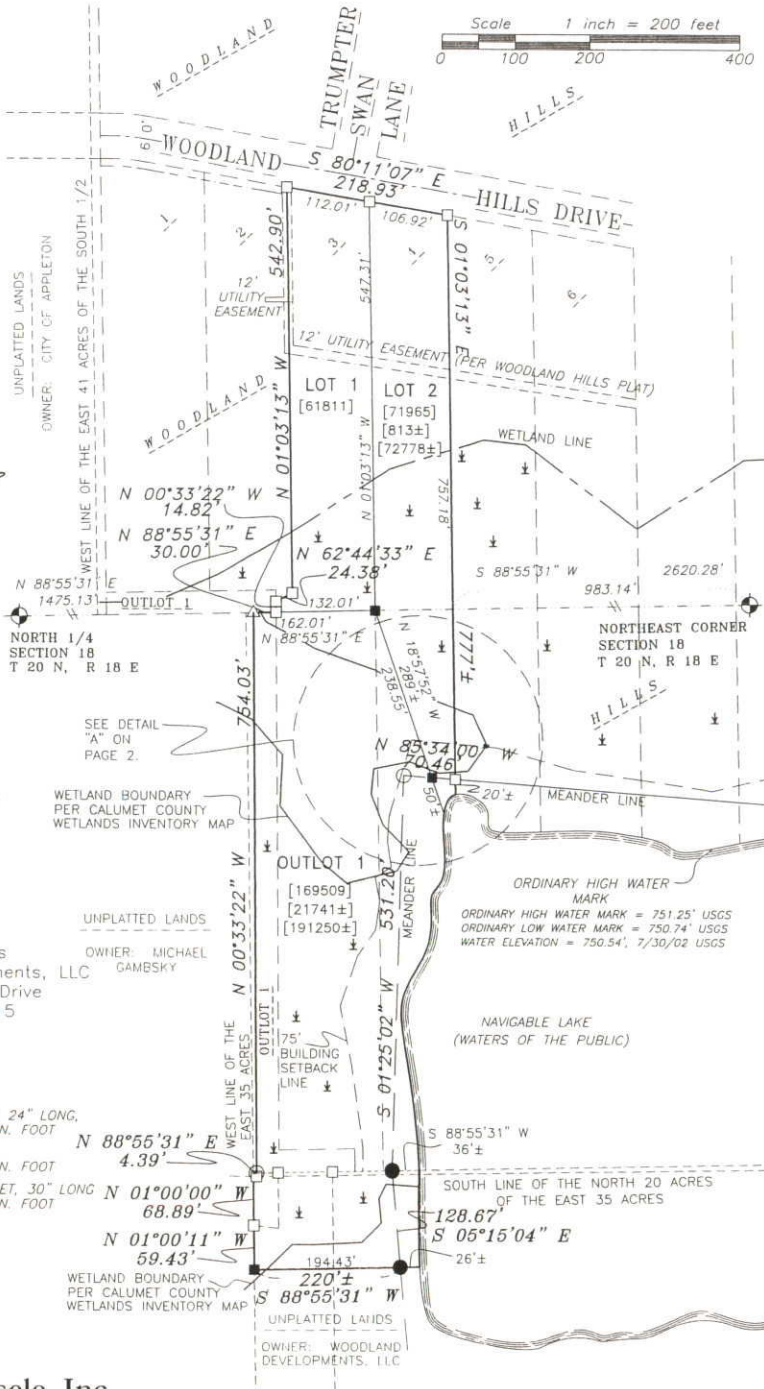 Scale 1 inch = 200 feet
0 100 200 400
WOODLAND
TRUMPTER
SWAN
LANE
HILLS
60'
WOODLAND HILLS DRIVE
S 80°11'07" E
218.93'
112.01'
106.92'
1
2
3
1
5
6
UNPLATTED LANDS
OWNER: CITY OF APPLETON
WEST LINE OF THE EAST 41 ACRES OF THE SOUTH 1/2
542.90'
N 01°03'13" W
12'
UTILITY
EASEMENT
547.31'
N 01°03'13" W
S 01°03'13" E
757.18'
777'±
12' UTILITY EASEMENT (PER WOODLAND HILLS PLAT)
LOT 1
[61811]
LOT 2
[71965]
[813±]
[72778±]
WOODLAND
WETLAND LINE
N 00°33'22" W
14.82'
N 88°55'31" E
30.00'
N 62°44'33" E
24.38'
S 88°55'31" W
2620.28'
983.14'
N 88°55'31" E
1475.13'
OUTLOT 1
132.01'
162.01'
N 88°55'31" E
NORTH 1/4
SECTION 18
T 20 N, R 18 E
NORTHEAST CORNER
SECTION 18
T 20 N, R 18 E
HILLS
N 18°57'52" W
289'±
238.55'
754.03'
SEE DETAIL
"A" ON
PAGE 2.
N 85°34'00" W
70.46'
50'±
20'±
MEANDER LINE
WETLAND BOUNDARY
PER CALUMET COUNTY
WETLANDS INVENTORY MAP
OUTLOT 1
[169509]
[21741±]
[191250±]
531.20'
MEANDER LINE
S 01°25'02" W
ORDINARY HIGH WATER
MARK
ORDINARY HIGH WATER MARK = 751.25' USGS
ORDINARY LOW WATER MARK = 750.74' USGS
WATER ELEVATION = 750.54', 7/30/02 USGS
UNPLATTED LANDS
OWNER: MICHAEL
GAMBSKY
N 00°33'22" W
s
nents, LLC
Drive
5
NAVIGABLE LAKE
(WATERS OF THE PUBLIC)
WEST LINE OF THE
EAST 35 ACRES
OUTLOT 1
75'
BUILDING
SETBACK
LINE
24" LONG,
N. FOOT
N. FOOT
ET, 30" LONG
N. FOOT
N 88°55'31" E
4.39'
S 88°55'31" W
36'±
SOUTH LINE OF THE NORTH 20 ACRES
OF THE EAST 35 ACRES
N 01°00'00" W
68.89'
128.67'
S 05°15'04" E
N 01°00'11" W
59.43'
26'±
194.43'
220'±
S 88°55'31" W
WETLAND BOUNDARY
PER CALUMET COUNTY
WETLANDS INVENTORY MAP
UNPLATTED LANDS
OWNER: WOODLAND
DEVELOPMENTS, LLC
sole, Inc